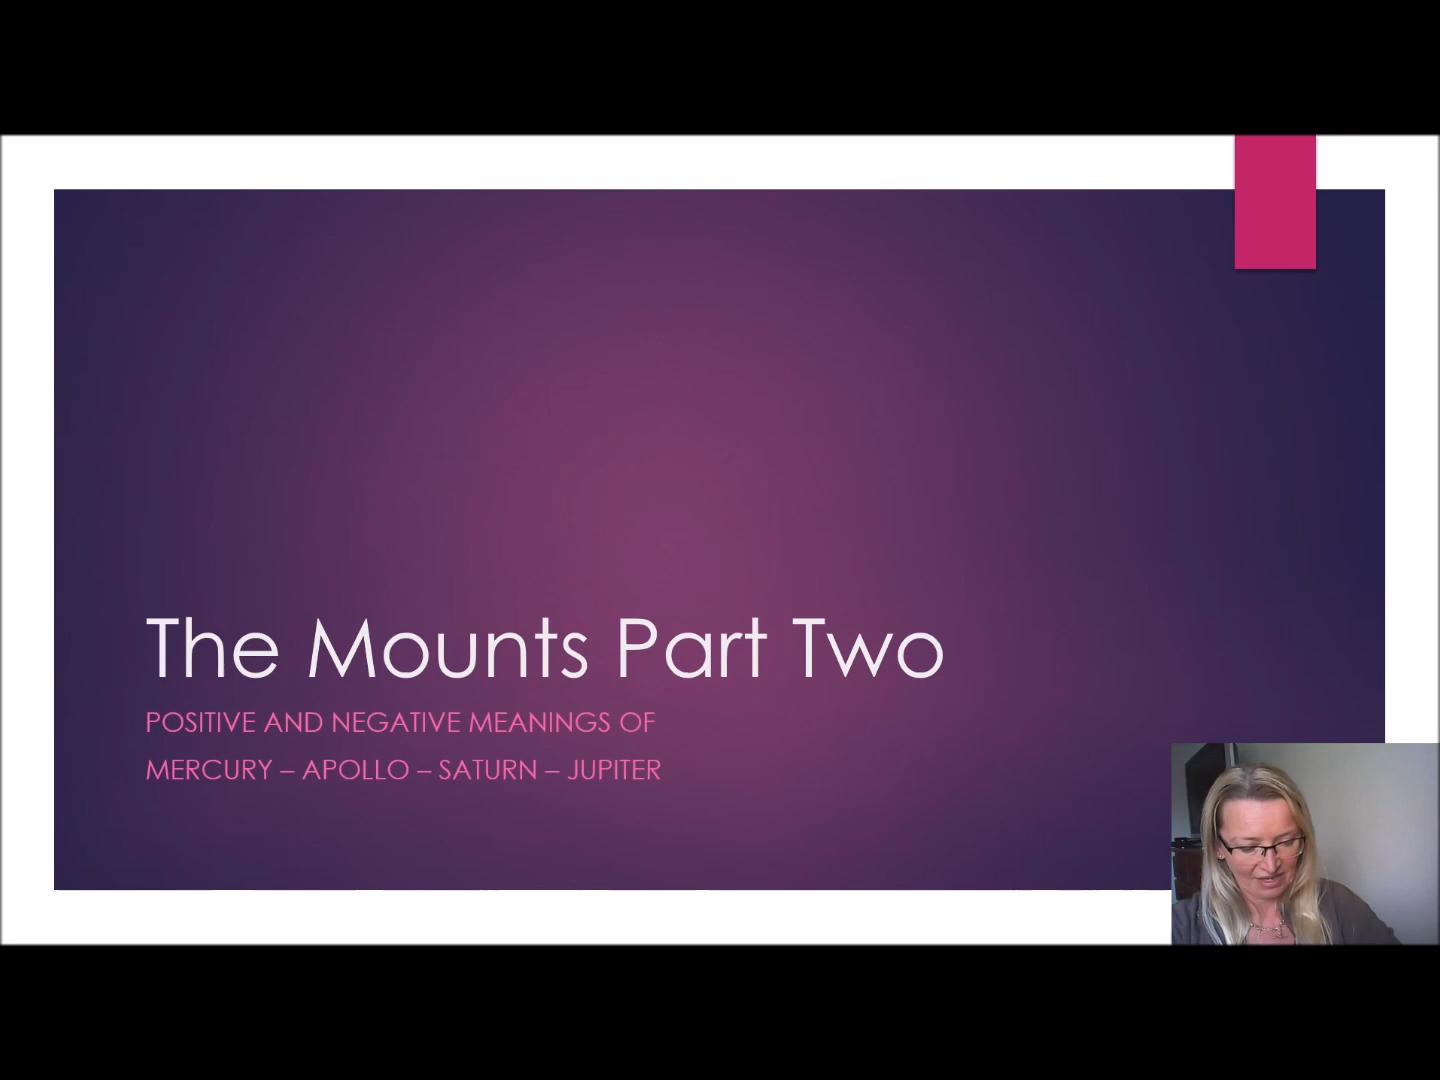 The Mounts Part Two
POSITIVE AND NEGATIVE MEANINGS OF
MERCURY – APOLLO – SATURN – JUPITER